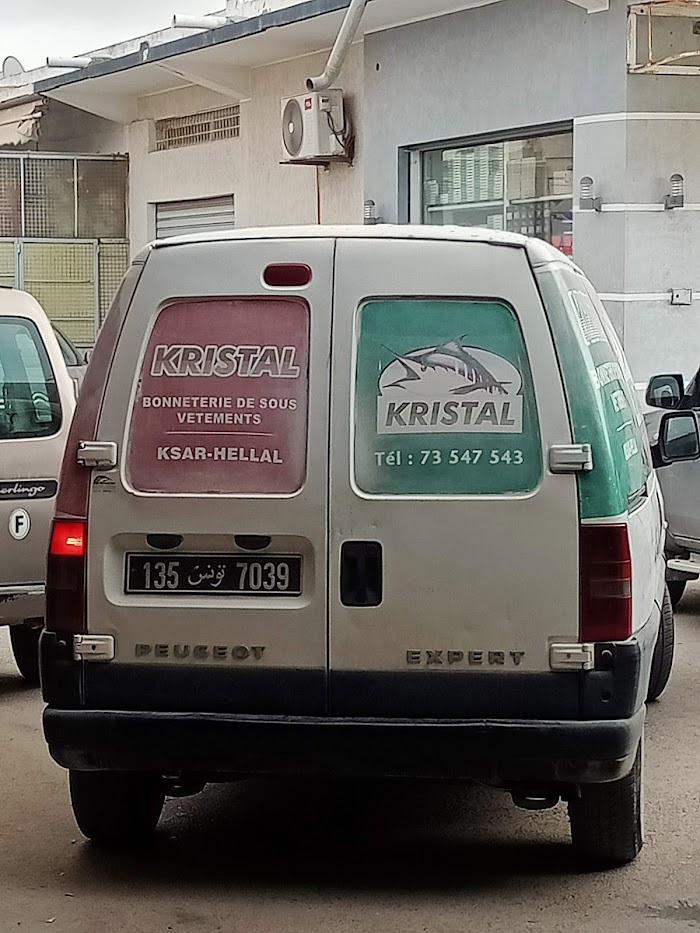 KRISTAL
BONNETERIE DE SOUS
VETEMENTS
KSAR-HELLAL
KRISTAL
Tél : 73 547 543
135 تونس 7039
PEUGEOT
EXPERT
erlingo
F